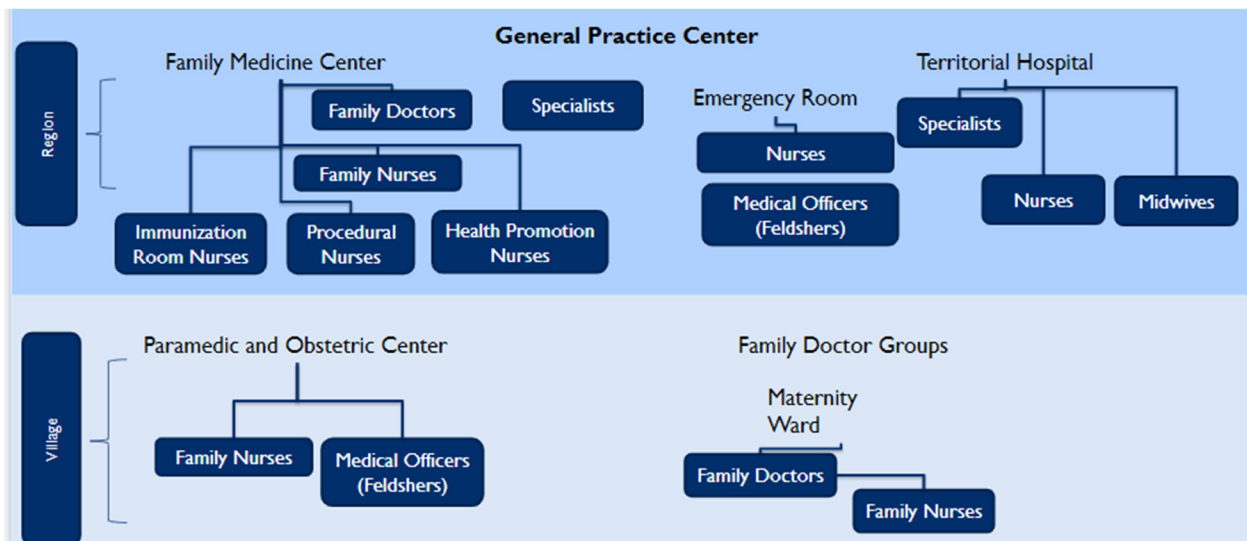 General Practice Center
Region
Family Medicine Center
Family Doctors
Specialists
Family Nurses
Immunization
Room Nurses
Procedural
Nurses
Health Promotion
Nurses
Emergency Room
Nurses
Medical Officers
(Feldshers)
Territorial Hospital
Specialists
Nurses
Midwives
Village
Paramedic and Obstetric Center
Family Nurses
Medical Officers
(Feldshers)
Family Doctor Groups
Maternity
Ward
Family Doctors
Family Nurses